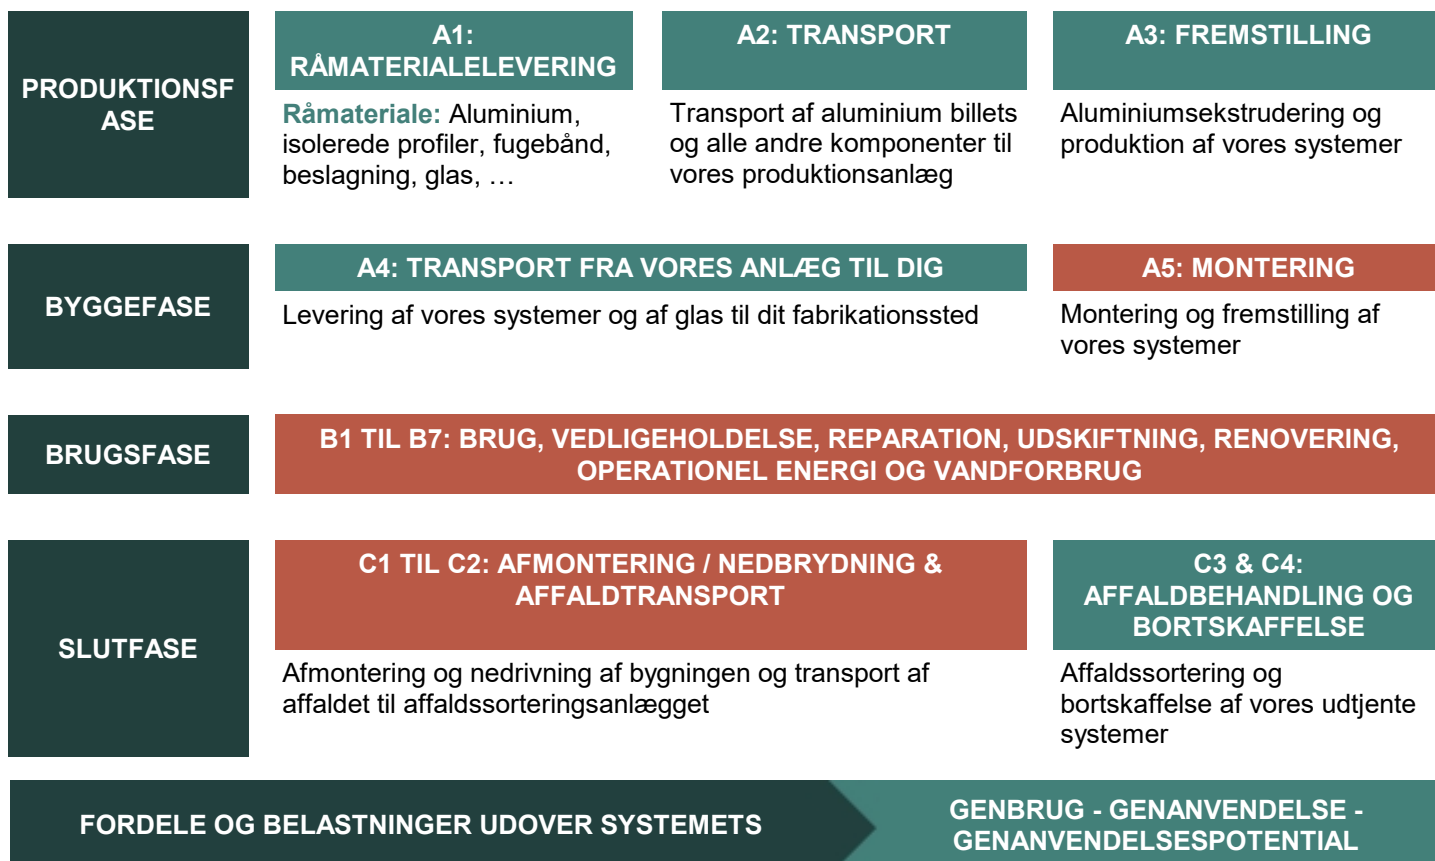 PRODUKTIONSF
ASE
A1:
RÅMATERIALELEVERING
Råmateriale: Aluminium,
isolerede profiler, fugebånd,
beslagning, glas, …
A2: TRANSPORT
Transport af aluminium billets
og alle andre komponenter til
vores produktionsanlæg
A3: FREMSTILLING
Aluminiumsekstrudering og
produktion af vores systemer
BYGGEFASE
A4: TRANSPORT FRA VORES ANLÆG TIL DIG
Levering af vores systemer og af glas til dit fabrikationssted
A5: MONTERING
Montering og fremstilling af
vores systemer
BRUGSFASE
B1 TIL B7: BRUG, VEDLIGEHOLDELSE, REPARATION, UDSKIFTNING, RENOVERING,
OPERATIONEL ENERGI OG VANDFORBRUG
SLUTFASE
C1 TIL C2: AFMONTERING / NEDBRYDNING &
AFFALDTRANSPORT
Afmontering og nedrivning af bygningen og transport af
affaldet til affaldssorteringsanlægget
C3 & C4:
AFFALDBEHANDLING OG
BORTSKAFFELSE
Affaldssortering og
bortskaffelse af vores udtjente
systemer
FORDELE OG BELASTNINGER UDOVER SYSTEMETS
GENBRUG - GENANVENDELSE -
GENANVENDELSESPOTENTIAL